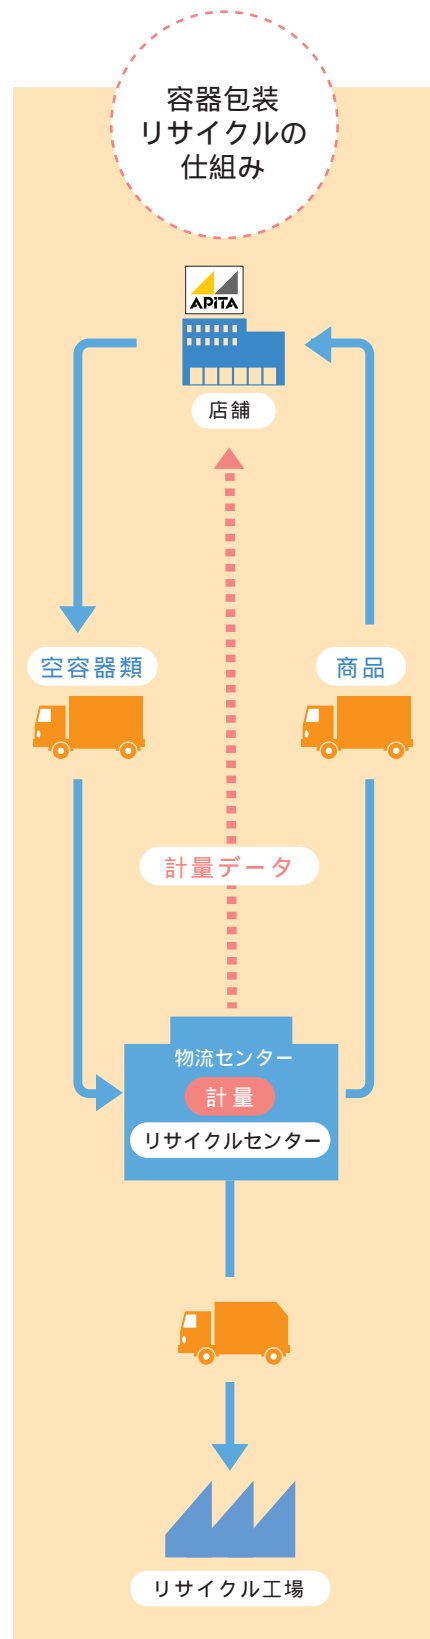 容器包装
リサイクルの
仕組み
APiTA
店舗
空容器類
商品
計量データ
物流センター
計量
リサイクルセンター
リサイクル工場